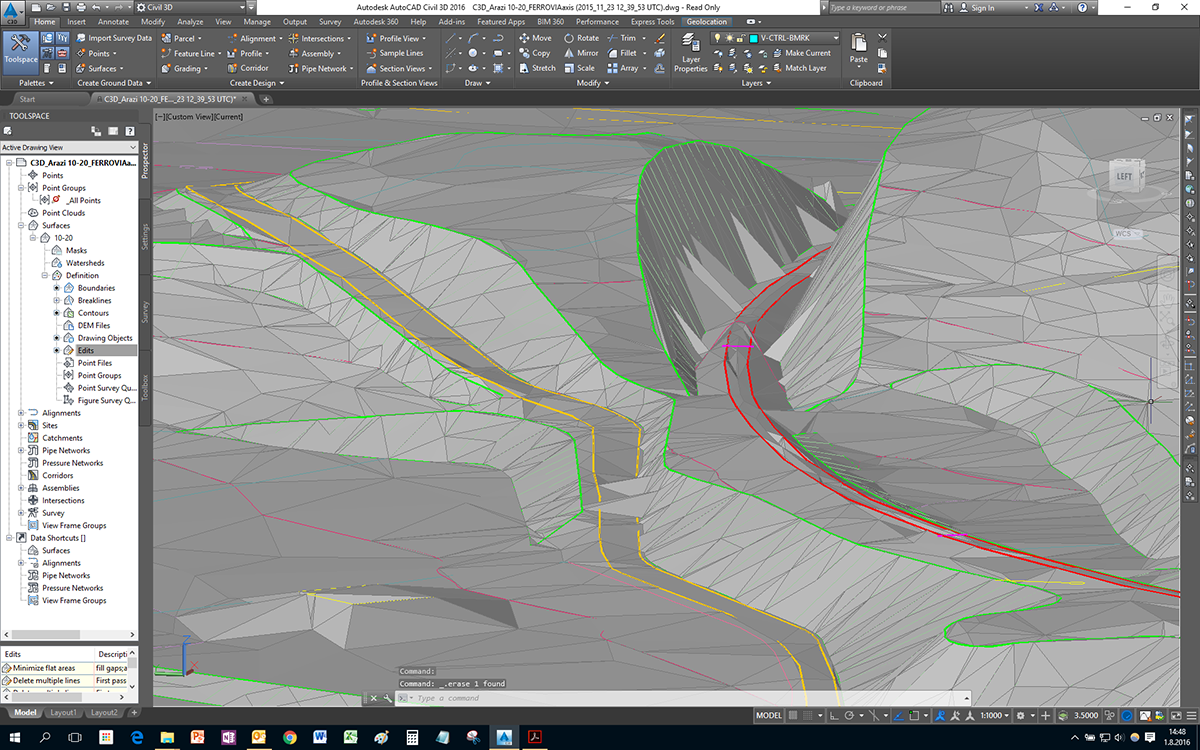 Civil 3D
Autodesk AutoCAD Civil 3D 2016 C3D_Arazi 10-20_FERROVIAaxis (2015_11_23 12_39_53 UTC).dwg - Read Only
Type a keyword or phrase
Sign In
C3D
Home Insert Annotate Modify Analyze View Manage Output Survey Autodesk 360 Help Add-ins Featured Apps BIM 360 Performance Express Tools Geolocation
Toolspace
Import Survey Data
Points
Surfaces
Parcel
Feature Line
Grading
Alignment
Profile
Corridor
Intersections
Assembly
Pipe Network
Profile View
Sample Lines
Section Views
Move
Copy
Stretch
Rotate
Mirror
Scale
Trim
Fillet
Array
Layer
Properties
V-CTRL-BMRK
Make Current
Match Layer
Paste
Palettes
Create Ground Data
Create Design
Profile & Section Views
Draw
Modify
Layers
Clipboard
Start
C3D_Arazi 10-20_FE..._23 12_39_53 UTC)*
TOOLSPACE
Active Drawing View
C3D_Arazi 10-20_FERROVIAa...
Points
Point Groups
_All Points
Point Clouds
Surfaces
10-20
Masks
Watersheds
Definition
Boundaries
Breaklines
Contours
DEM Files
Drawing Objects
Edits
Point Files
Point Groups
Point Survey Qu...
Figure Survey Q...
Alignments
Sites
Catchments
Pipe Networks
Pressure Networks
Corridors
Assemblies
Intersections
Survey
View Frame Groups
Data Shortcuts []
Surfaces
Alignments
Pipe Networks
Pressure Networks
View Frame Groups
Prospector
Settings
Survey
Toolbox
Edits Descripti
Minimize flat areas fill gaps;a
Delete multiple lines First pass
[−][Custom View][Current]
LEFT
WCS
Z
X
Command:
Command: _.erase 1 found
Type a command
Model Layout1 Layout2
MODEL
1:1000
3.5000
14:48
1.8.2016